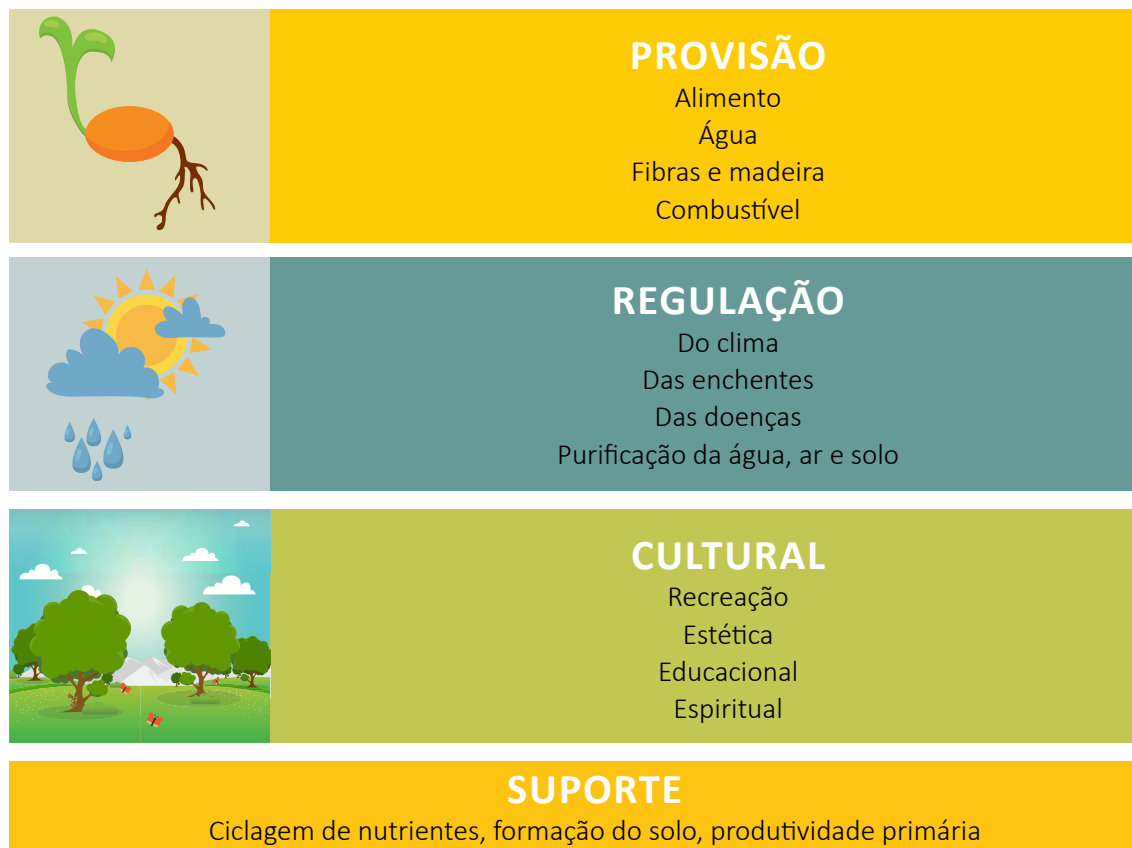 PROVISÃO
Alimento
Água
Fibras e madeira
Combustível
REGULAÇÃO
Do clima
Das enchentes
Das doenças
Purificação da água, ar e solo
CULTURAL
Recreação
Estética
Educacional
Espiritual
SUPORTE
Ciclagem de nutrientes, formação do solo, produtividade primária